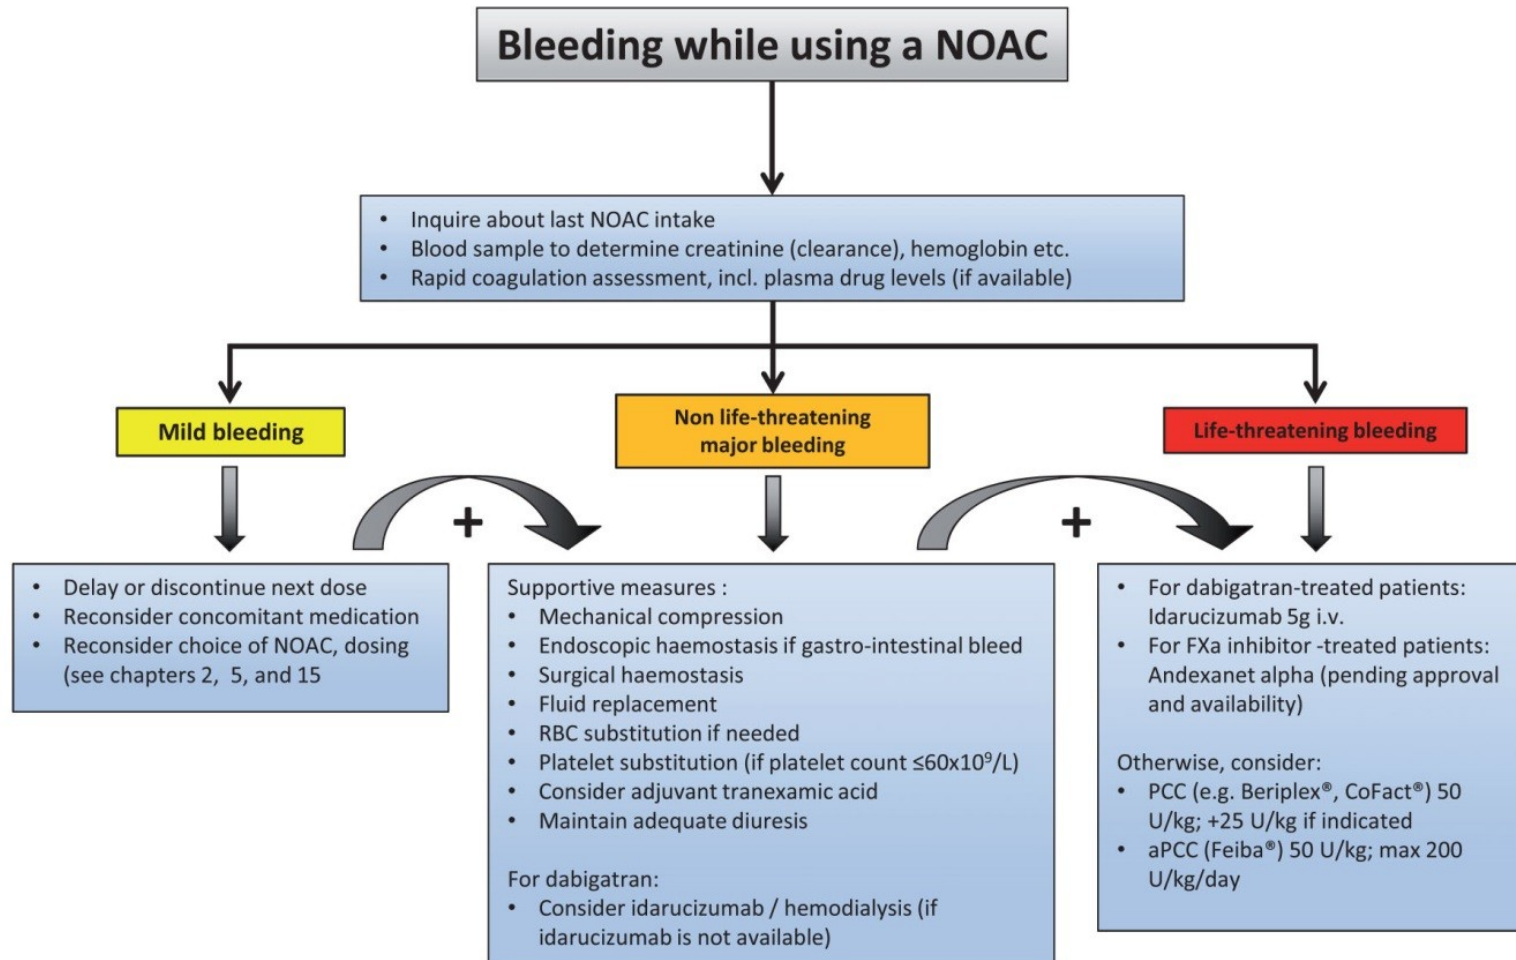 Bleeding while using a NOAC
• Inquire about last NOAC intake
• Blood sample to determine creatinine (clearance), hemoglobin etc.
• Rapid coagulation assessment, incl. plasma drug levels (if available)
Mild bleeding
Non life-threatening
major bleeding
Life-threatening bleeding
+
+
• Delay or discontinue next dose
• Reconsider concomitant medication
• Reconsider choice of NOAC, dosing
(see chapters 2, 5, and 15
Supportive measures :
• Mechanical compression
• Endoscopic haemostasis if gastro-intestinal bleed
• Surgical haemostasis
• Fluid replacement
• RBC substitution if needed
• Platelet substitution (if platelet count ≤60x10⁹/L)
• Consider adjuvant tranexamic acid
• Maintain adequate diuresis
For dabigatran:
• Consider idarucizumab / hemodialysis (if
idarucizumab is not available)
• For dabigatran-treated patients:
Idarucizumab 5g i.v.
• For FXa inhibitor -treated patients:
Andexanet alpha (pending approval
and availability)
Otherwise, consider:
• PCC (e.g. Beriplex®, CoFact®) 50
U/kg; +25 U/kg if indicated
• aPCC (Feiba®) 50 U/kg; max 200
U/kg/day